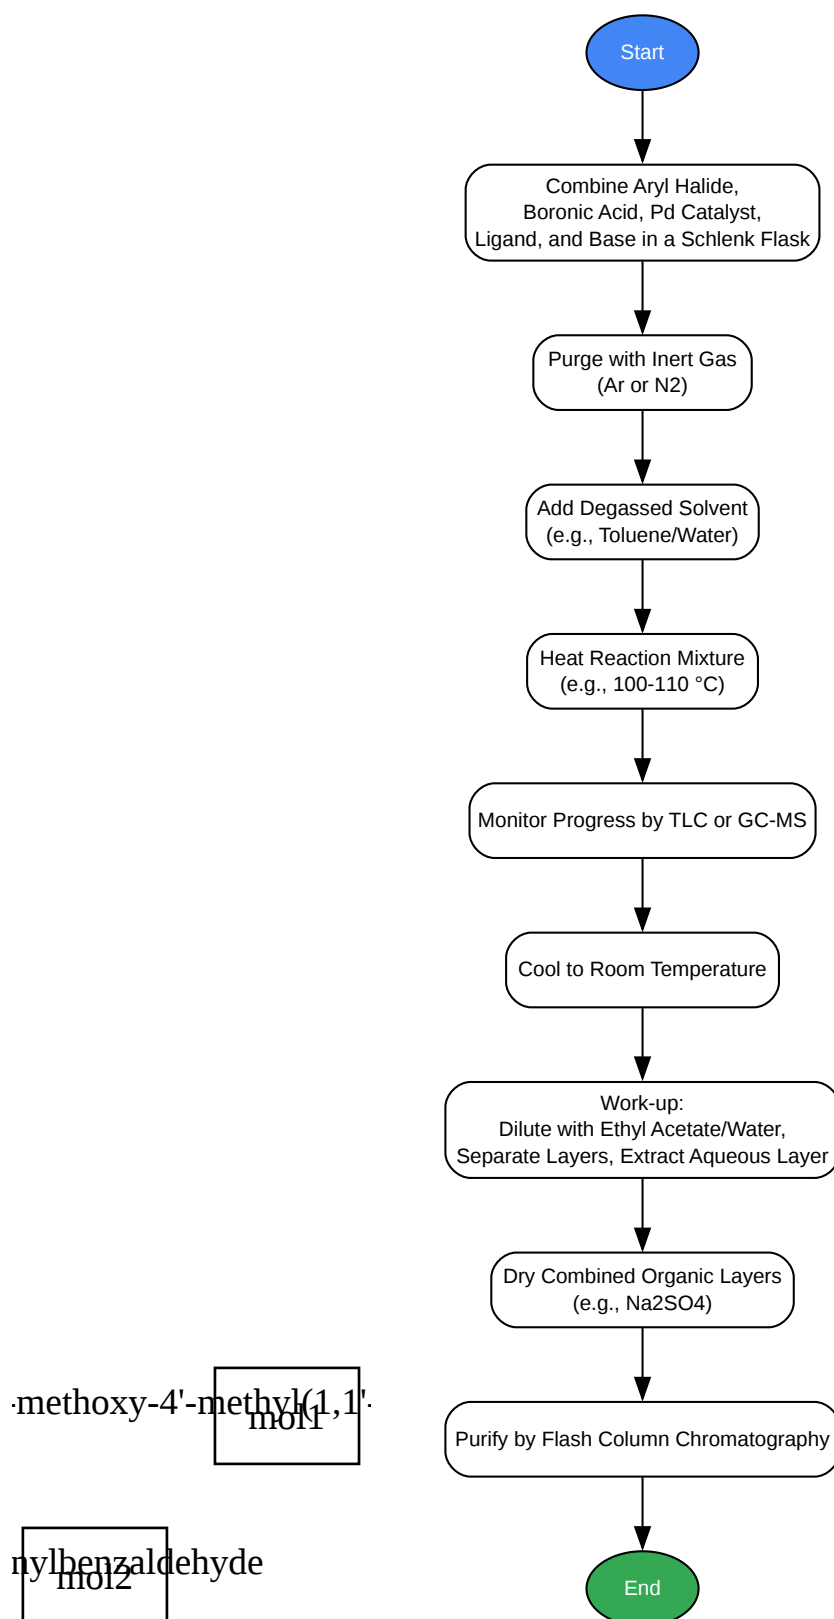 Start
Combine Aryl Halide,
Boronic Acid, Pd Catalyst,
Ligand, and Base in a Schlenk Flask
Purge with Inert Gas
(Ar or N2)
Add Degassed Solvent
(e.g., Toluene/Water)
Heat Reaction Mixture
(e.g., 100-110 °C)
Monitor Progress by TLC or GC-MS
Cool to Room Temperature
Work-up:
Dilute with Ethyl Acetate/Water,
Separate Layers, Extract Aqueous Layer
Dry Combined Organic Layers
(e.g., Na2SO4)
-methoxy-4'-methyl(1,1'-
mol1
Purify by Flash Column Chromatography
nylbenzaldehyde
mol2
End